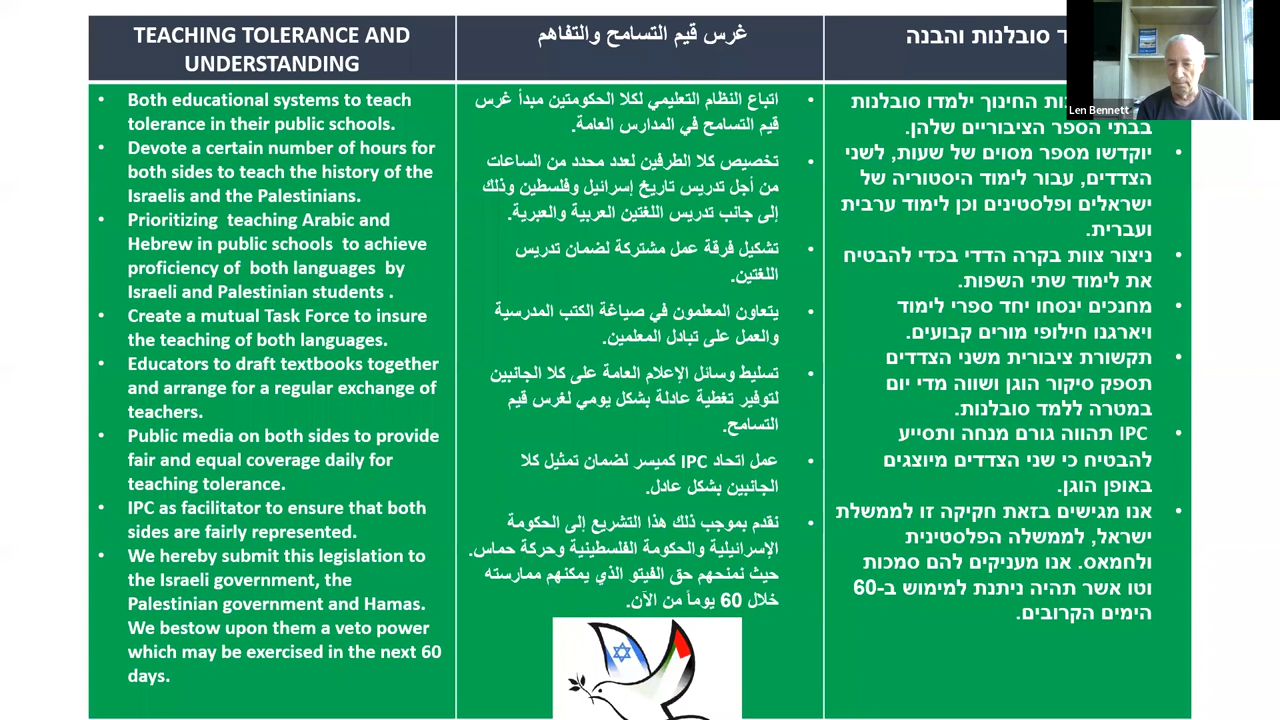 TEACHING TOLERANCE AND
UNDERSTANDING
• Both educational systems to teach
tolerance in their public schools.
• Devote a certain number of hours for
both sides to teach the history of the
Israelis and the Palestinians.
• Prioritizing teaching Arabic and
Hebrew in public schools to achieve
proficiency of both languages by
Israeli and Palestinian students .
• Create a mutual Task Force to insure
the teaching of both languages.
• Educators to draft textbooks together
and arrange for a regular exchange of
teachers.
• Public media on both sides to provide
fair and equal coverage daily for
teaching tolerance.
• IPC as facilitator to ensure that both
sides are fairly represented.
• We hereby submit this legislation to
the Israeli government, the
Palestinian government and Hamas.
We bestow upon them a veto power
which may be exercised in the next 60
days.
غرس قيم التسامح والتفاهم
• اتباع النظام التعليمي لكلا الحكومتين مبدأ غرس
قيم التسامح في المدارس العامة.
• تخصيص كلا الطرفين لعدد محدد من الساعات
من أجل تدريس تاريخ إسرائيل وفلسطين وذلك
إلى جانب تدريس اللغتين العربية والعبرية.
• تشكيل فرقة عمل مشتركة لضمان تدريس
اللغتين.
• يتعاون المعلمون في صياغة الكتب المدرسية
والعمل على تبادل المعلمين.
• تسليط وسائل الإعلام العامة على كلا الجانبين
لتوفير تغطية عادلة بشكل يومي لغرس قيم
التسامح.
• عمل اتحاد IPC كميسر لضمان تمثيل كلا
الجانبين بشكل عادل.
• نقدم بموجب ذلك هذا التشريع إلى الحكومة
الإسرائيلية والحكومة الفلسطينية وحركة حماس.
حيث نمنحهم حق الفيتو الذي يمكنهم ممارسته
خلال 60 يوماً من الآن.
סובלנות והבנה
החינוך ילמדו סובלנות
בבתי הספר הציבוריים שלהן.
• יוקדשו מספר מסוים של שעות, לשני
הצדדים, עבור לימוד היסטוריה של
ישראלים ופלסטינים וכן לימוד ערבית
ועברית.
• ניצור צוות בקרה הדדי בכדי להבטיח
את לימוד שתי השפות.
• מחנכים ינסחו יחד ספרי לימוד
ויארגנו חילופי מורים קבועים.
• תקשורת ציבורית משני הצדדים
תספק סיקור הוגן ושווה מדי יום
במטרה ללמד סובלנות.
• IPC תהווה גורם מנחה ותסייע
להבטיח כי שני הצדדים מיוצגים
באופן הוגן.
• אנו מגישים בזאת חקיקה זו לממשלת
ישראל, לממשלה הפלסטינית
ולחמאס. אנו מעניקים להם סמכות
וטו אשר תהיה ניתנת למימוש ב-60
הימים הקרובים.
Len Bennett